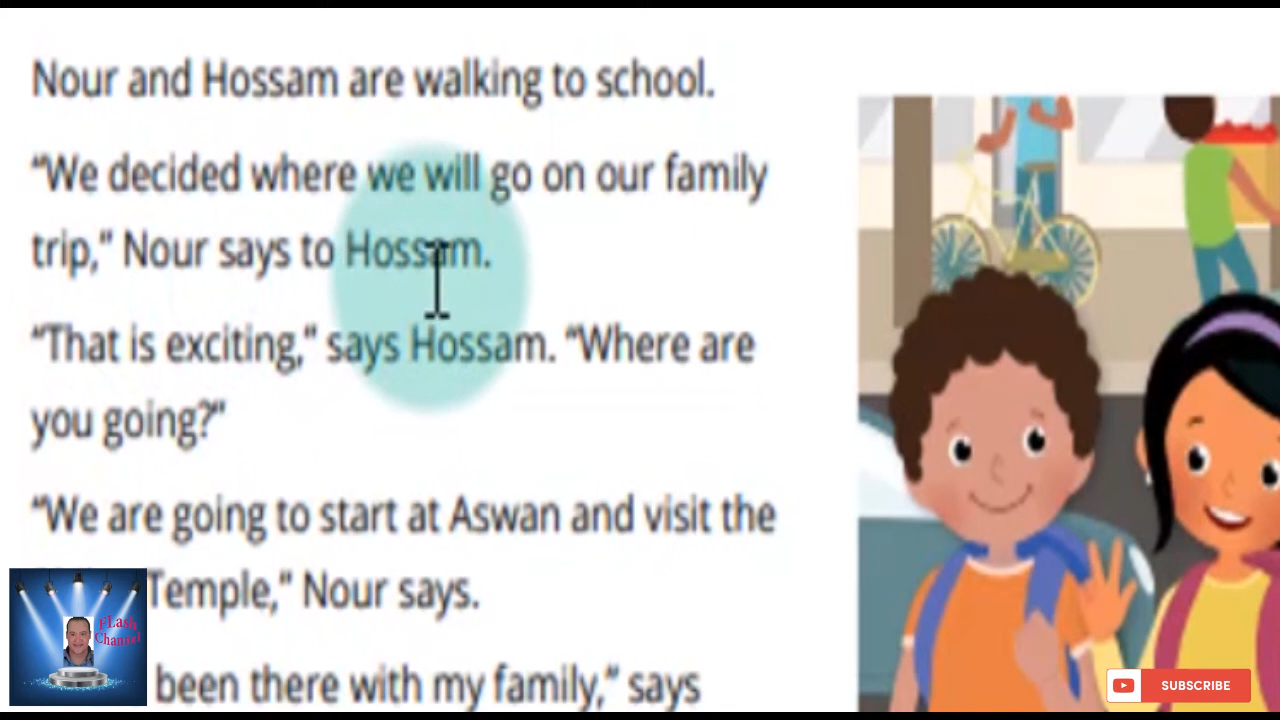 Nour and Hossam are walking to school.
“We decided where we will go on our family
trip,” Nour says to Hossam.
“That is exciting,” says Hossam. “Where are
you going?”
“We are going to start at Aswan and visit the
Temple,” Nour says.
been there with my family,” says
FLash
Channel
SUBSCRIBE